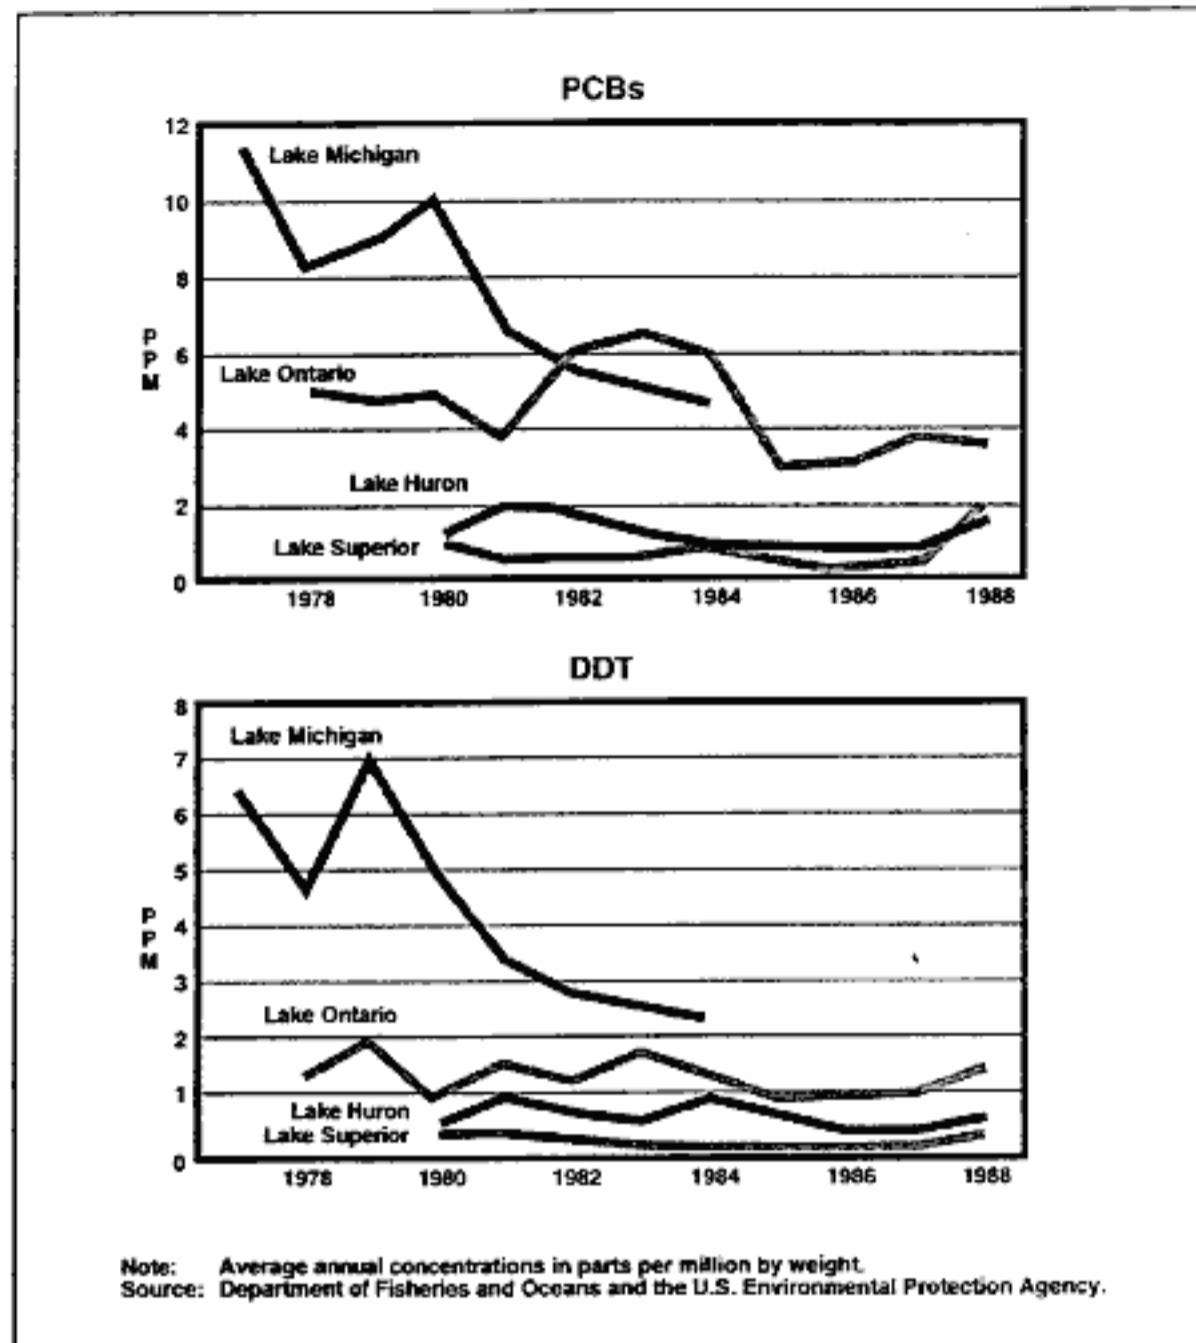 PCBs
12
10
8
6
4
2
0
PPM
Lake Michigan
Lake Ontario
Lake Huron
Lake Superior
1978 1980 1982 1984 1986 1988
DDT
8
7
6
5
4
3
2
1
0
PPM
Lake Michigan
Lake Ontario
Lake Huron
Lake Superior
1978 1980 1982 1984 1986 1988
Note: Average annual concentrations in parts per million by weight.
Source: Department of Fisheries and Oceans and the U.S. Environmental Protection Agency.